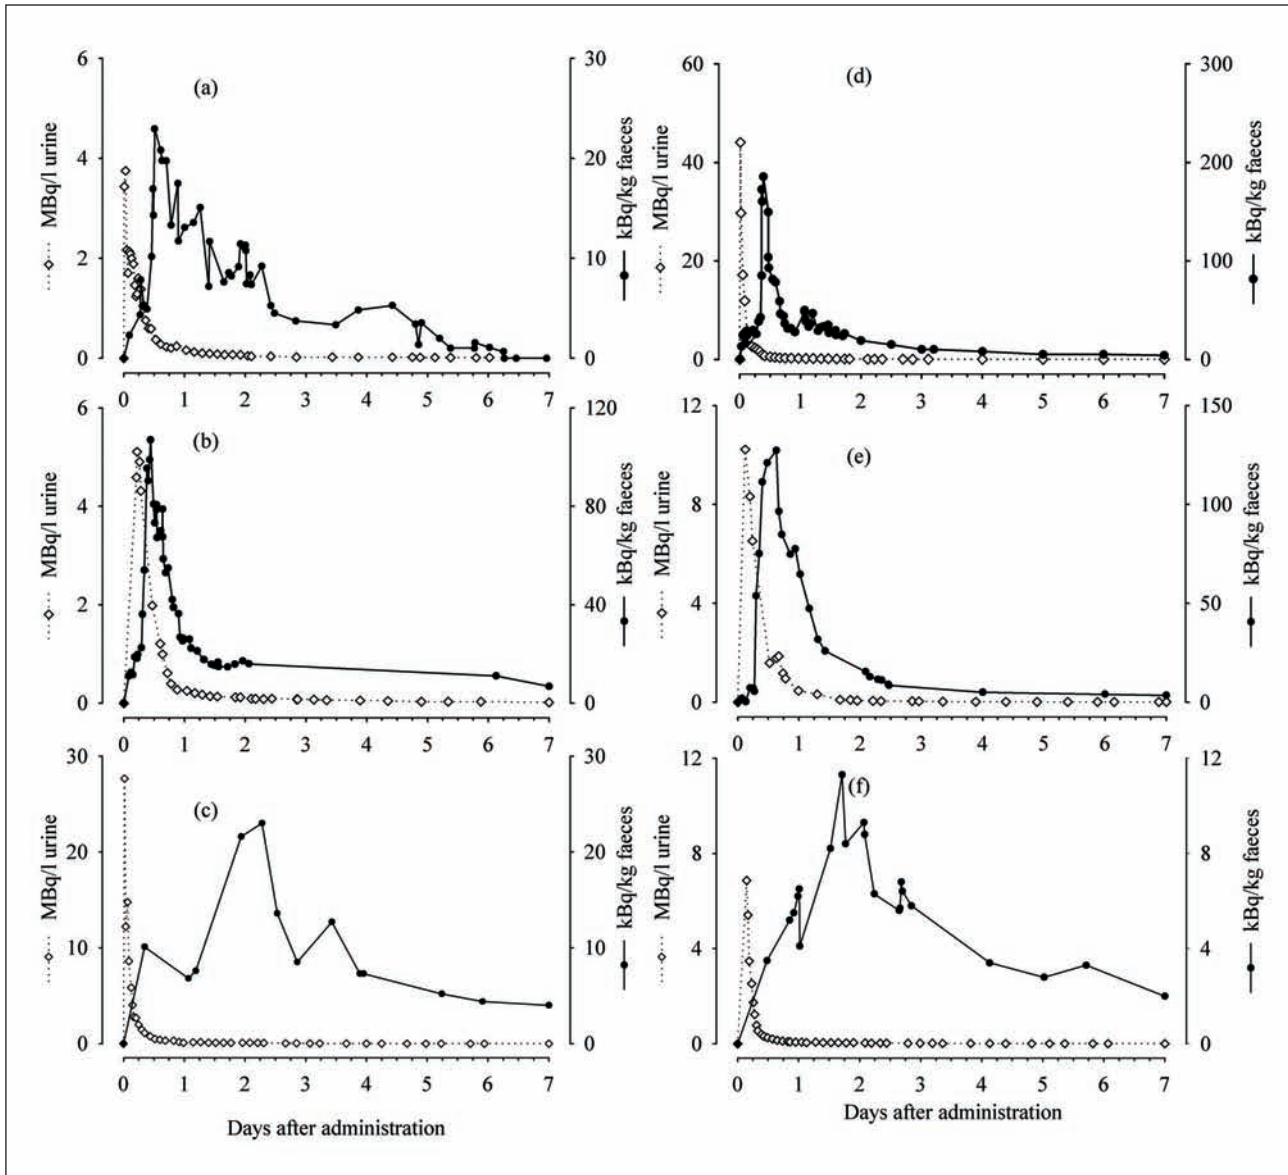 6
4
2
0
MBq/l urine
(a)
30
20
10
0
kBq/kg faeces
0 1 2 3 4 5 6 7
60
40
20
0
MBq/l urine
(d)
300
200
100
0
kBq/kg faeces
0 1 2 3 4 5 6 7
6
4
2
0
MBq/l urine
(b)
120
80
40
0
kBq/kg faeces
0 1 2 3 4 5 6 7
12
8
4
0
MBq/l urine
(e)
150
100
50
0
kBq/kg faeces
0 1 2 3 4 5 6 7
30
20
10
0
MBq/l urine
(c)
30
20
10
0
kBq/kg faeces
0 1 2 3 4 5 6 7
Days after administration
12
8
4
0
MBq/l urine
(f)
12
8
4
0
kBq/kg faeces
0 1 2 3 4 5 6 7
Days after administration